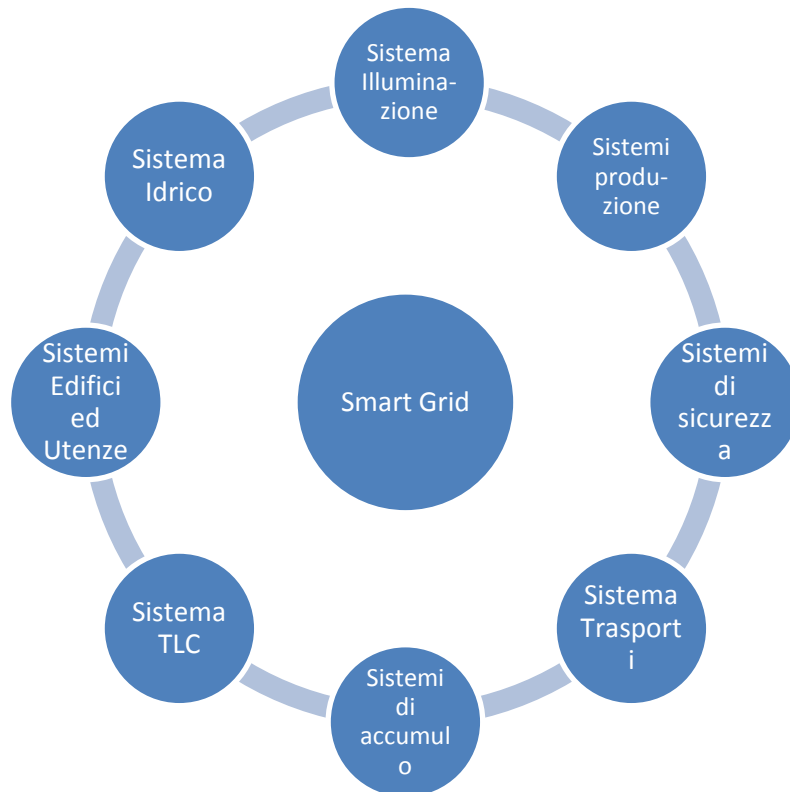 Sistema
Illumina-
zione
Sistemi
produ-
zione
Sistemi
di
sicurezz
a
Sistema
Trasport
i
Sistemi
di
accumul
o
Sistema
TLC
Sistemi
Edifici
ed
Utenze
Sistema
Idrico
Smart Grid